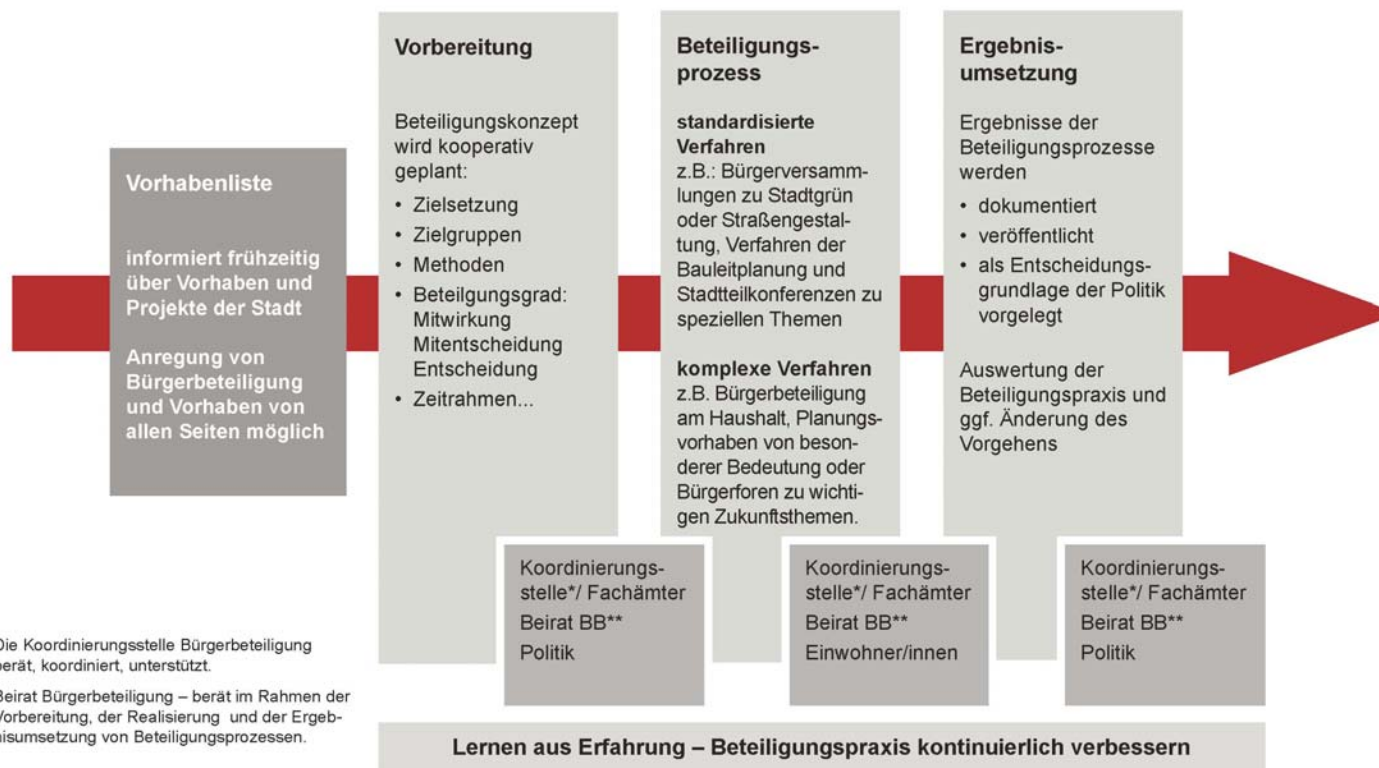 Vorhabenliste
informiert frühzeitig
über Vorhaben und
Projekte der Stadt
Anregung von
Bürgerbeteiligung
und Vorhaben von
allen Seiten möglich
Vorbereitung
Beteiligungskonzept
wird kooperativ
geplant:
• Zielsetzung
• Zielgruppen
• Methoden
• Beteilgungsgrad:
Mitwirkung
Mitentscheidung
Entscheidung
• Zeitrahmen...
Koordinierungs-
stelle*/ Fachämter
Beirat BB**
Politik
Beteiligungs-
prozess
standardisierte
Verfahren
z.B.: Bürgerversamm-
lungen zu Stadtgrün
oder Straßengestal-
tung, Verfahren der
Bauleitplanung und
Stadtteilkonferenzen zu
speziellen Themen
komplexe Verfahren
z.B. Bürgerbeteiligung
am Haushalt, Planungs-
vorhaben von beson-
derer Bedeutung oder
Bürgerforen zu wichti-
gen Zukunftsthemen.
Koordinierungs-
stelle*/ Fachämter
Beirat BB**
Einwohner/innen
Ergebnis-
umsetzung
Ergebnisse der
Beteiligungsprozesse
werden
• dokumentiert
• veröffentlicht
• als Entscheidungs-
grundlage der Politik
vorgelegt
Auswertung der
Beteiligungspraxis und
ggf. Änderung des
Vorgehens
Koordinierungs-
stelle*/ Fachämter
Beirat BB**
Politik
Die Koordinierungsstelle Bürgerbeteiligung
berät, koordiniert, unterstützt.
Beirat Bürgerbeteiligung – berät im Rahmen der
Vorbereitung, der Realisierung und der Ergeb-
nisumsetzung von Beteiligungsprozessen.
Lernen aus Erfahrung – Beteiligungspraxis kontinuierlich verbessern